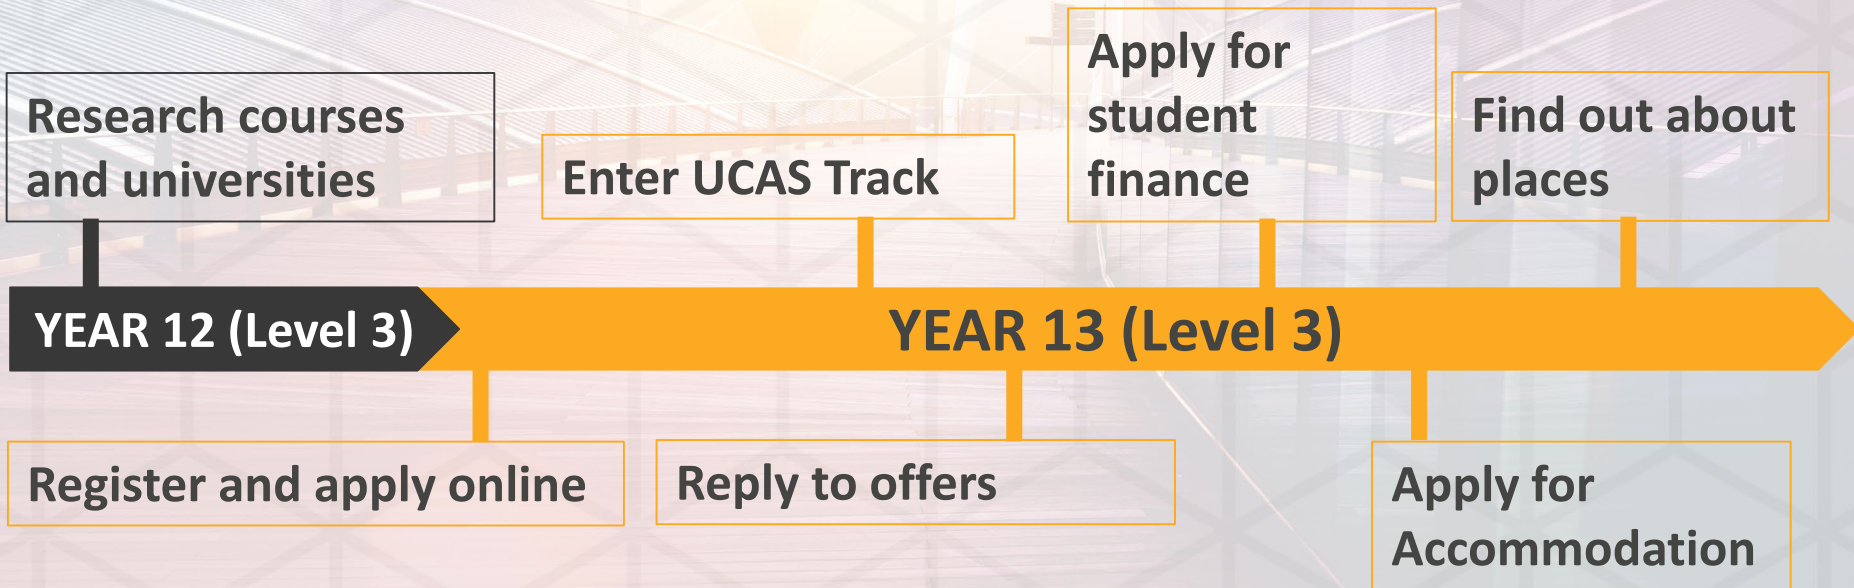 Research courses
and universities
Enter UCAS Track
Apply for
student
finance
Find out about
places
YEAR 12 (Level 3)
YEAR 13 (Level 3)
Register and apply online
Reply to offers
Apply for
Accommodation